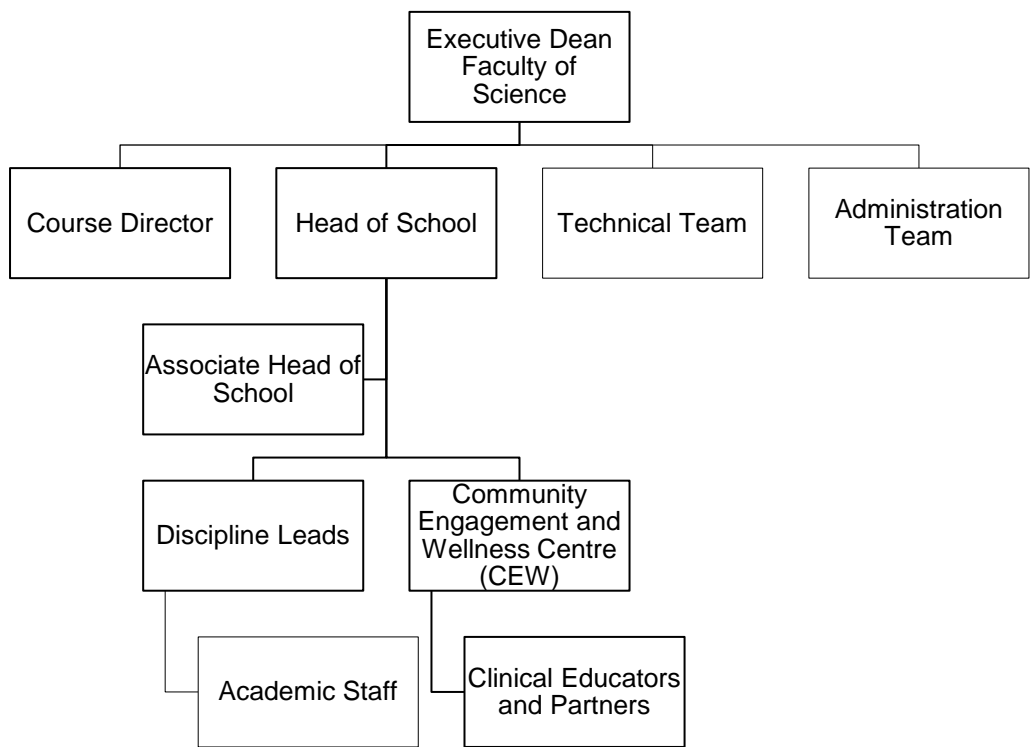 Executive Dean
Faculty of
Science
Course Director
Head of School
Technical Team
Administration
Team
Associate Head of
School
Discipline Leads
Community
Engagement and
Wellness Centre
(CEW)
Academic Staff
Clinical Educators
and Partners